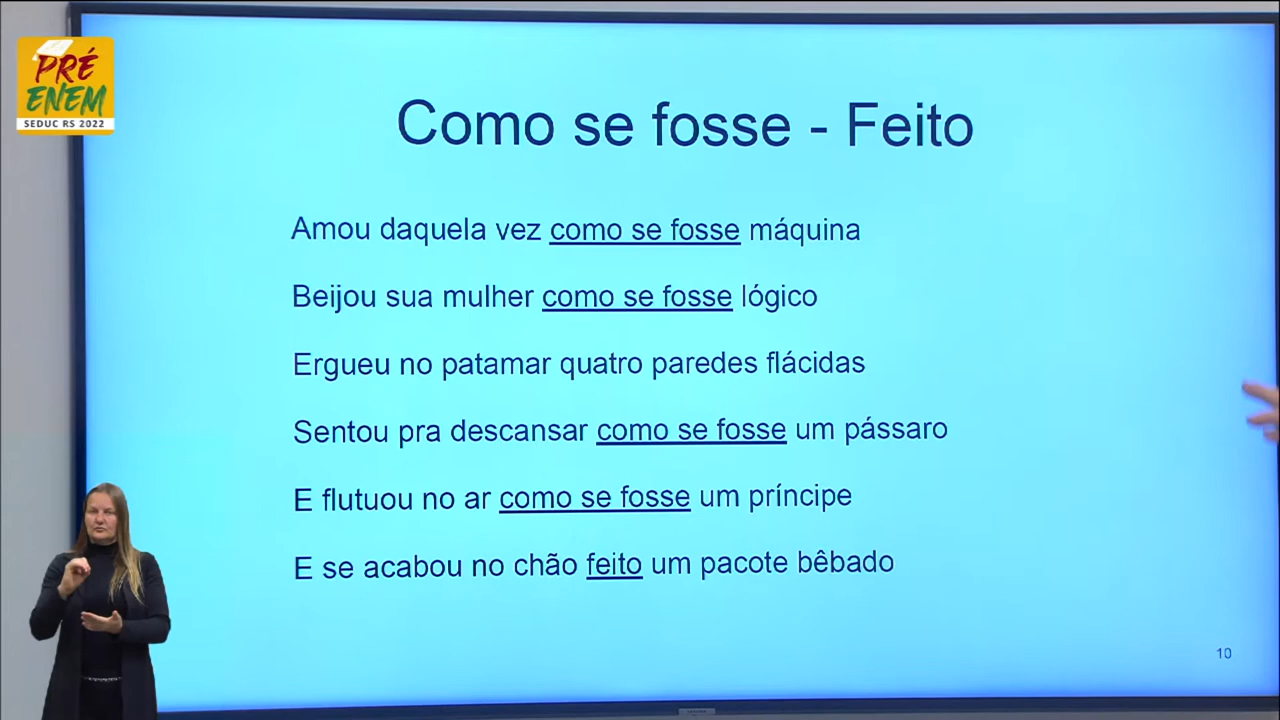 PRÉ
ENEM
SEDUC RS 2022
Como se fosse - Feito
Amou daquela vez como se fosse máquina
Beijou sua mulher como se fosse lógico
Ergueu no patamar quatro paredes flácidas
Sentou pra descansar como se fosse um pássaro
E flutuou no ar como se fosse um príncipe
E se acabou no chão feito um pacote bêbado
10